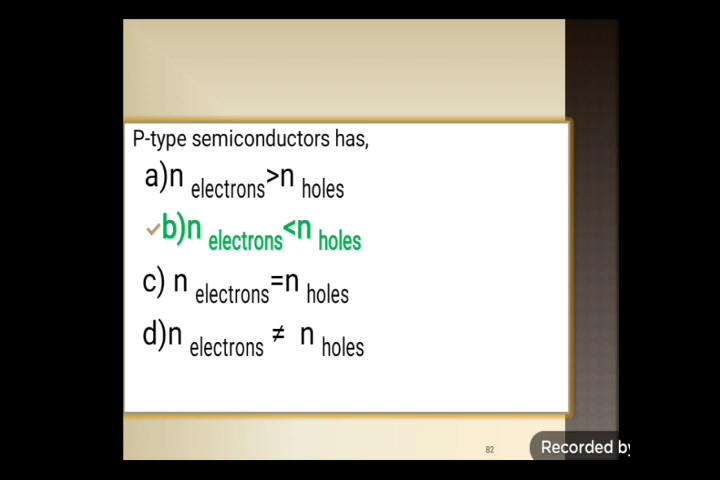 P-type semiconductors has,
a)n electrons>n holes
✓b)n electrons<n holes
c) n electrons=n holes
d)n electrons ≠ n holes
82
Recorded by